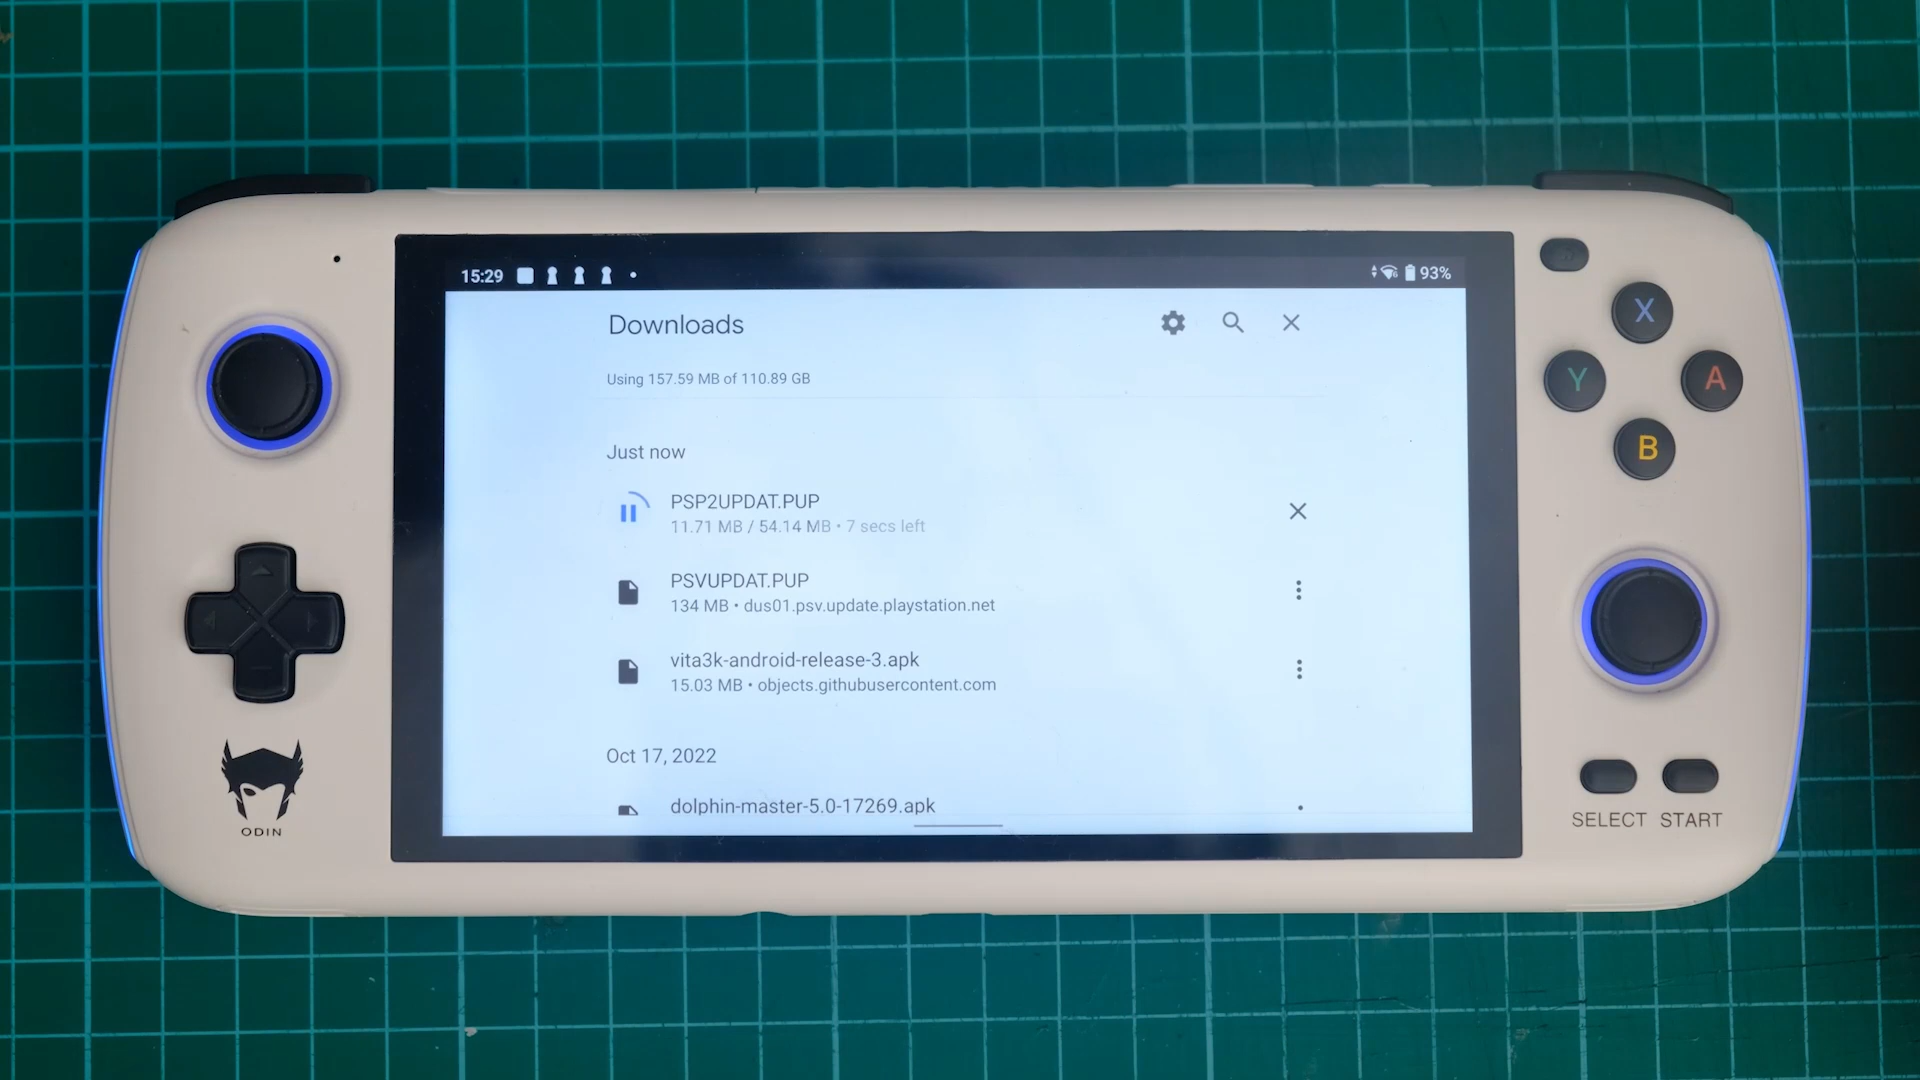 15:29
93%
Downloads
Using 157.59 MB of 110.89 GB
Just now
PSP2UPDAT.PUP
11.71 MB / 54.14 MB • 7 secs left
PSVUPDAT.PUP
134 MB • dus01.psv.update.playstation.net
vita3k-android-release-3.apk
15.03 MB • objects.githubusercontent.com
Oct 17, 2022
dolphin-master-5.0-17269.apk
X
Y
A
B
ODIN
SELECT START